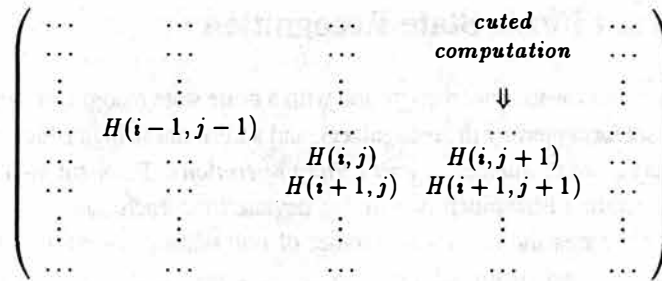 ... ... ... cuted ...
... ... ... computation ...
⋮ ⋮ ⋮ ⇓ ⋮
... H(i − 1, j − 1) ⋮
... ... H(i, j) H(i, j + 1) ...
... ... H(i + 1, j) H(i + 1, j + 1) ...
⋮ ⋮ ⋮ ⋮ ⋮
... ... ... ... ...